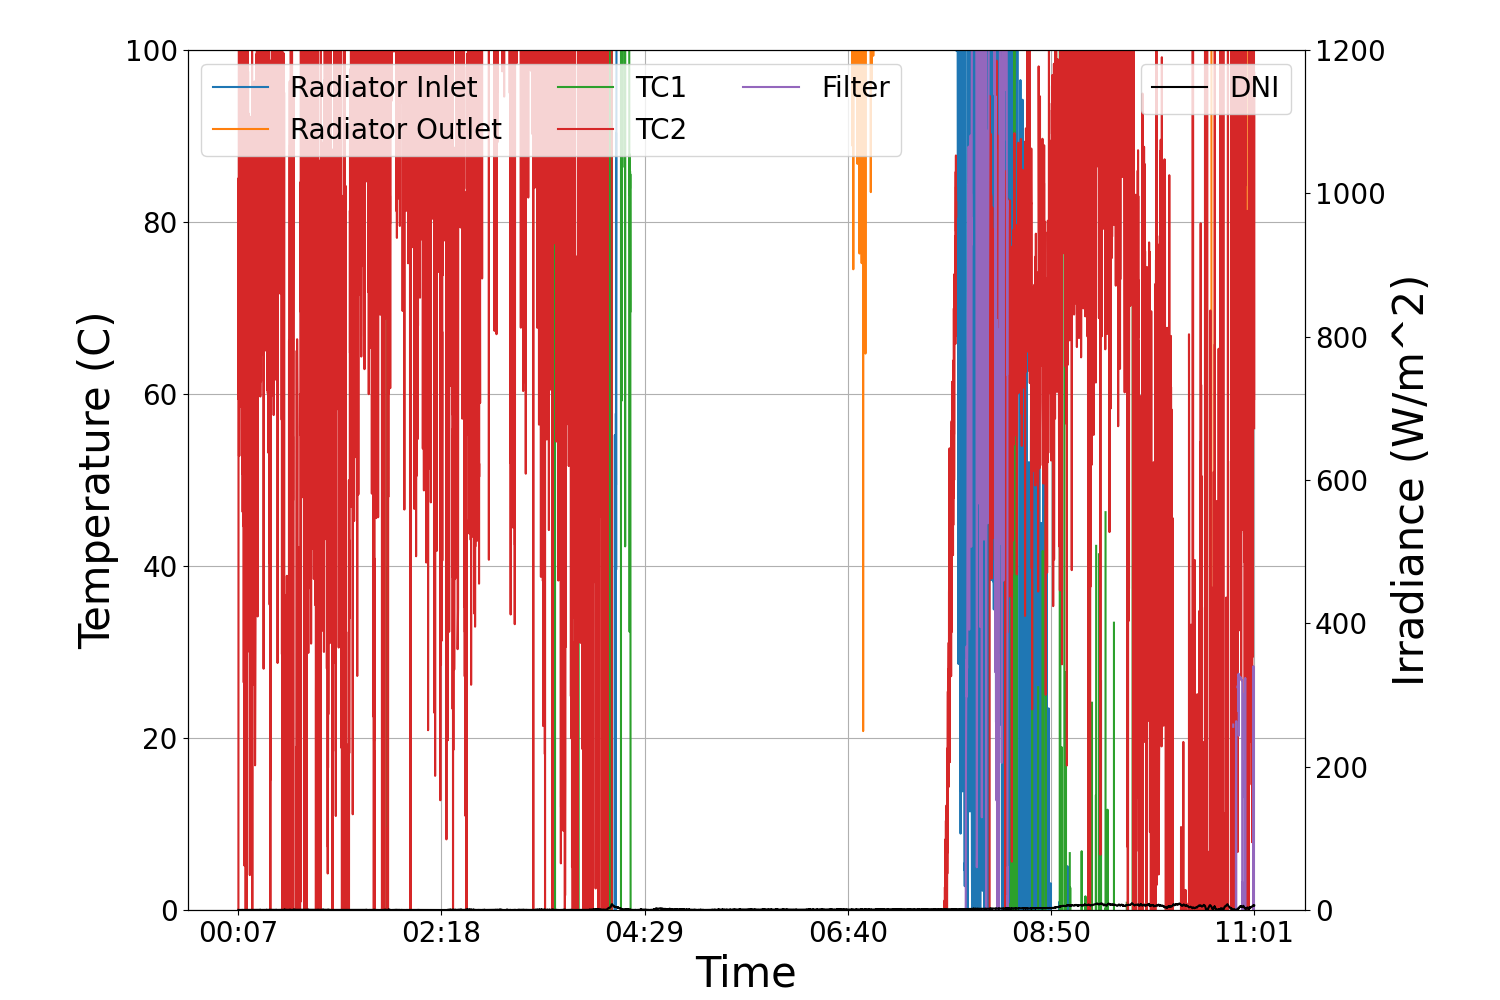 100
80
60
40
20
0
Temperature (C)
Radiator Inlet
Radiator Outlet
TC1
TC2
Filter
DNI
1200
1000
800
600
400
200
0
Irradiance (W/m^2)
00:07 02:18 04:29 06:40 08:50 11:01
Time